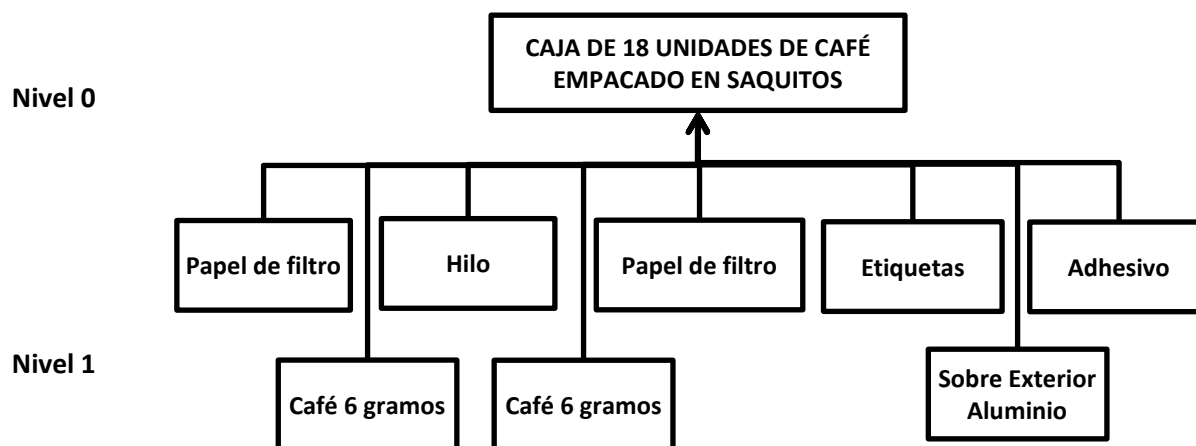 CAJA DE 18 UNIDADES DE CAFÉ
EMPACADO EN SAQUITOS
Nivel 0
Papel de filtro
Hilo
Papel de filtro
Etiquetas
Adhesivo
Nivel 1
Café 6 gramos
Café 6 gramos
Sobre Exterior
Aluminio